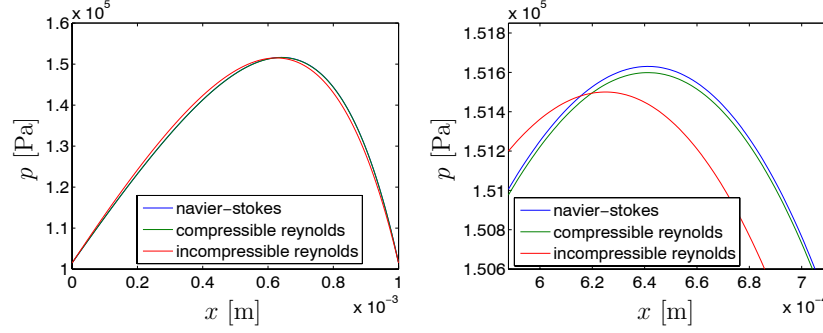 x 10⁵
1.6
1.5
1.4
1.3
1.2
1.1
1
p [Pa]
navier−stokes
compressible reynolds
incompressible reynolds
0 0.2 0.4 0.6 0.8 1
x 10⁻³
x [m]
x 10⁵
1.518
1.516
1.514
1.512
1.51
1.508
1.506
p [Pa]
navier−stokes
compressible reynolds
incompressible reynolds
6 6.2 6.4 6.6 6.8 7
x 10⁻⁴
x [m]